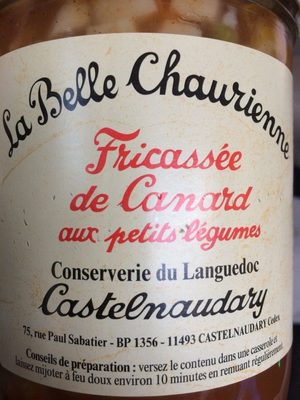 La Belle Chaurienne
Fricassée
de Canard
aux petits légumes
Conserverie du Languedoc
Castelnaudary
75, rue Paul Sabatier - BP 1356 - 11493 CASTELNAUDARY Cedex
Conseils de préparation : versez le contenu dans une casserole et
laissez mijoter à feu doux environ 10 minutes en remuant régulièrement.